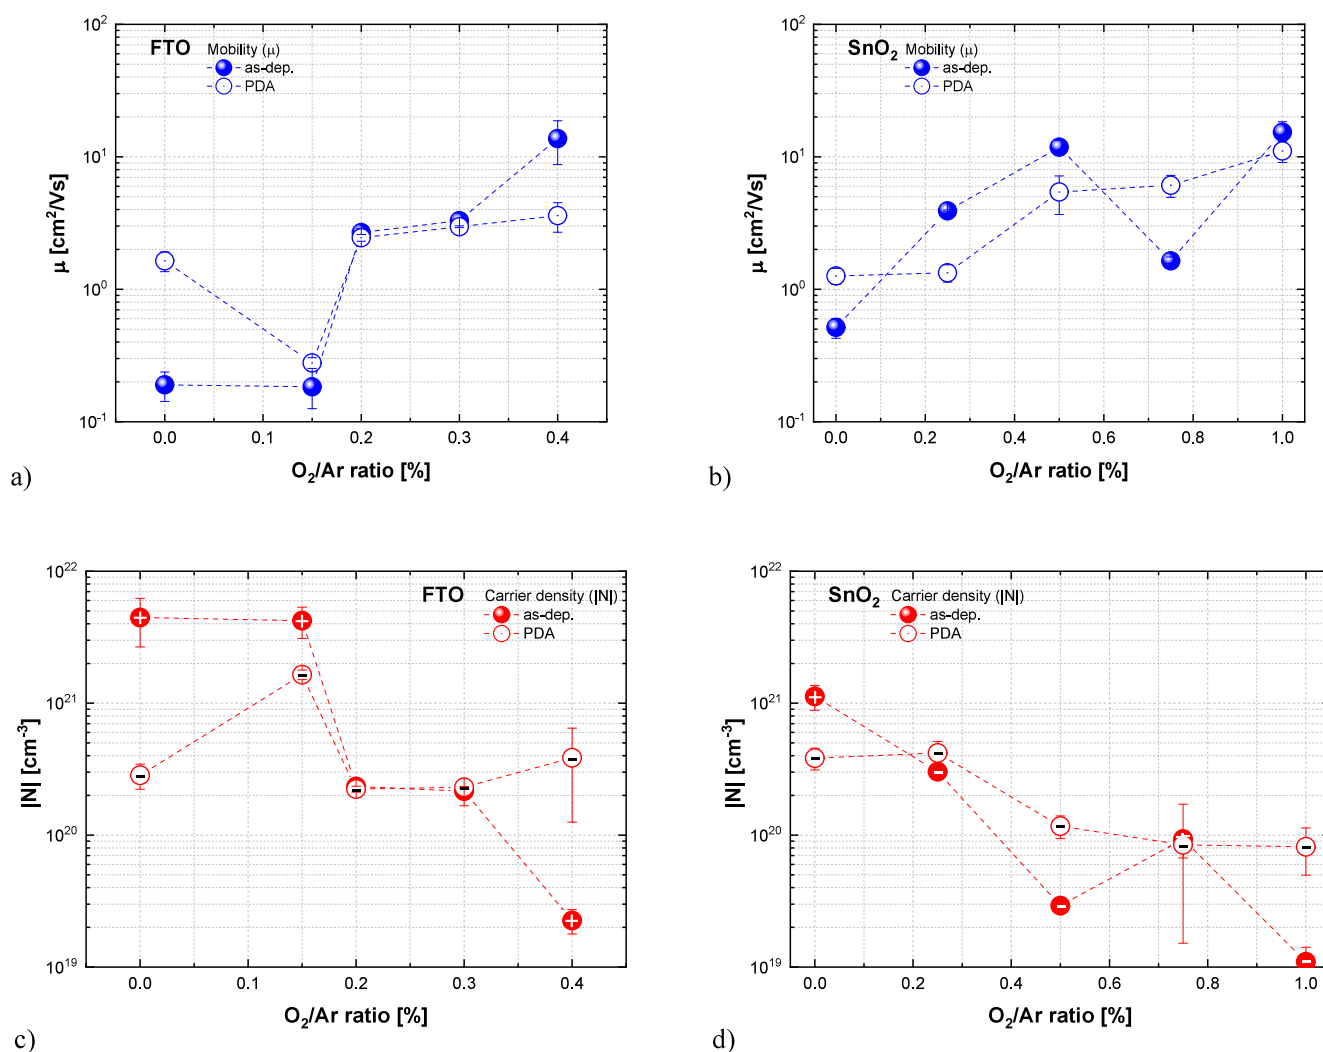 10²
FTO Mobility (μ)
as-dep.
PDA
10¹
10⁰
10⁻¹
μ [cm²/Vs]
0.0 0.1 0.2 0.3 0.4
O₂/Ar ratio [%]
a)
10²
SnO₂ Mobility (μ)
as-dep.
PDA
10¹
10⁰
10⁻¹
μ [cm²/Vs]
0.0 0.2 0.4 0.6 0.8 1.0
O₂/Ar ratio [%]
b)
10²²
FTO Carrier density (|N|)
as-dep.
PDA
10²¹
10²⁰
10¹⁹
|N| [cm⁻³]
0.0 0.1 0.2 0.3 0.4
O₂/Ar ratio [%]
c)
10²²
SnO₂ Carrier density (|N|)
as-dep.
PDA
10²¹
10²⁰
10¹⁹
|N| [cm⁻³]
0.0 0.2 0.4 0.6 0.8 1.0
O₂/Ar ratio [%]
d)